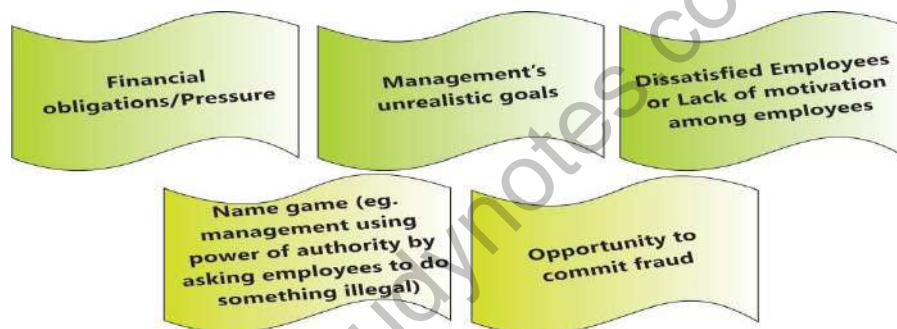 Financial
obligations/Pressure
Management's
unrealistic goals
Dissatisfied Employees
or Lack of motivation
among employees
Name game (eg.
management using
power of authority by
asking employees to do
something illegal)
Opportunity to
commit fraud